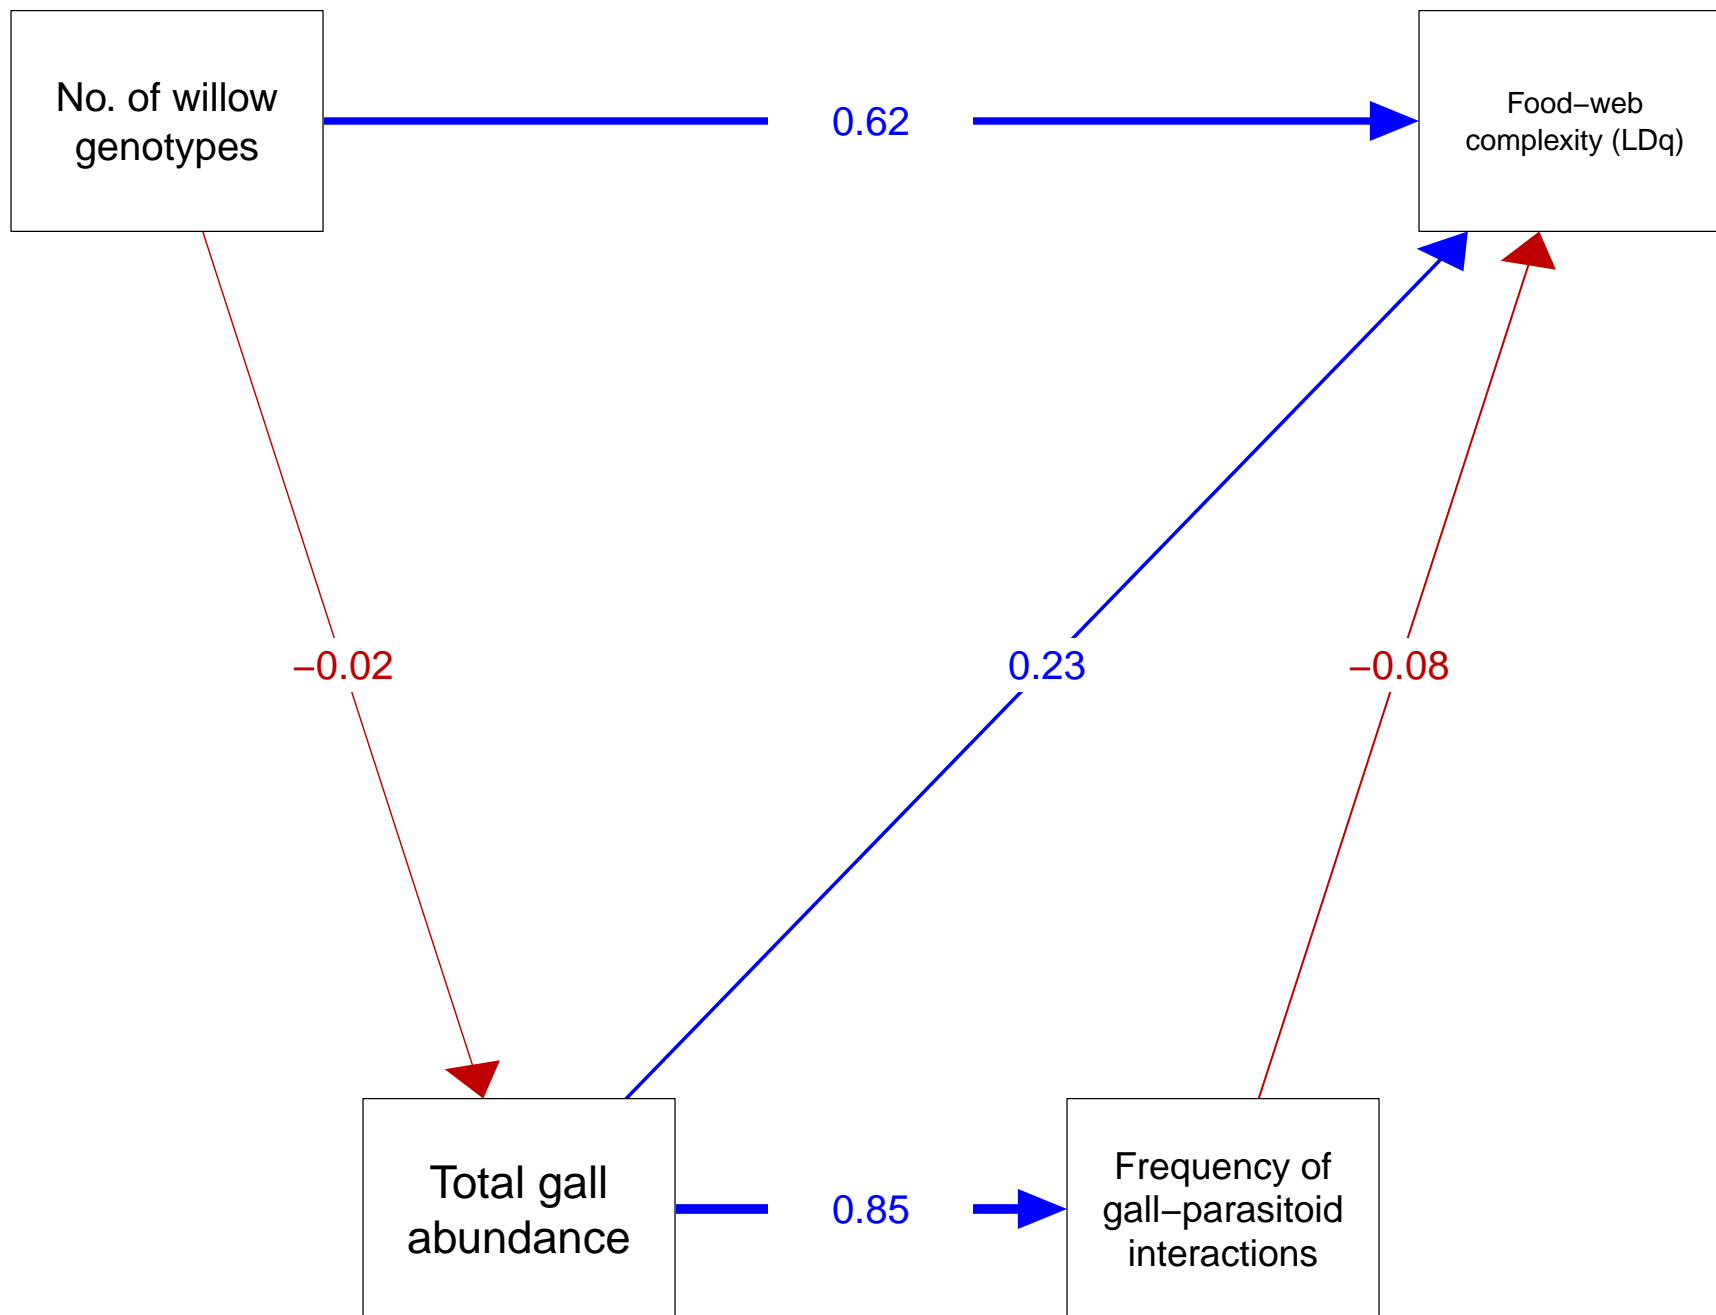 No. of willow
genotypes
0.62
Food−web
complexity (LDq)
−0.02
0.23
−0.08
Total gall
abundance
0.85
Frequency of
gall−parasitoid
interactions